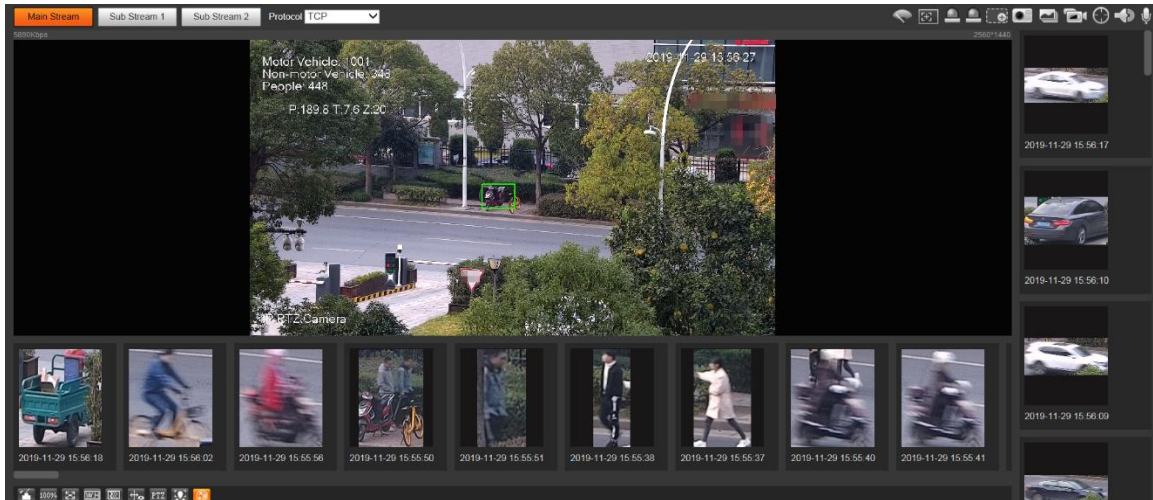 Main Stream Sub Stream 1 Sub Stream 2 Protocol TCP
5890Kbps 2560*1440
Motor Vehicle: 1001
Non-motor Vehicle: 348
People: 448
2019-11-29 15:56:27
P:189.8 T:7.6 Z:20
PTZ Camera
2019-11-29 15:56:17
2019-11-29 15:56:10
2019-11-29 15:56:09
2019-11-29 15:56:18 2019-11-29 15:56:02 2019-11-29 15:55:56 2019-11-29 15:55:50 2019-11-29 15:55:51 2019-11-29 15:55:38 2019-11-29 15:55:37 2019-11-29 15:55:40 2019-11-29 15:55:41
100% W:H PTZ